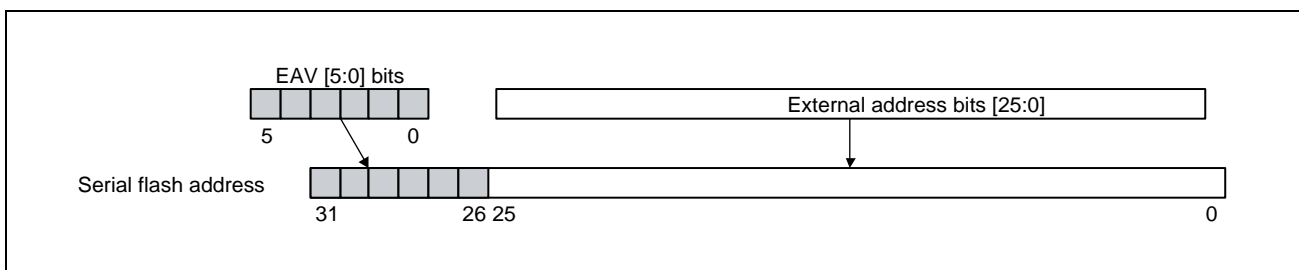 EAV [5:0] bits
External address bits [25:0]
5 0
Serial flash address
31 26 25 0